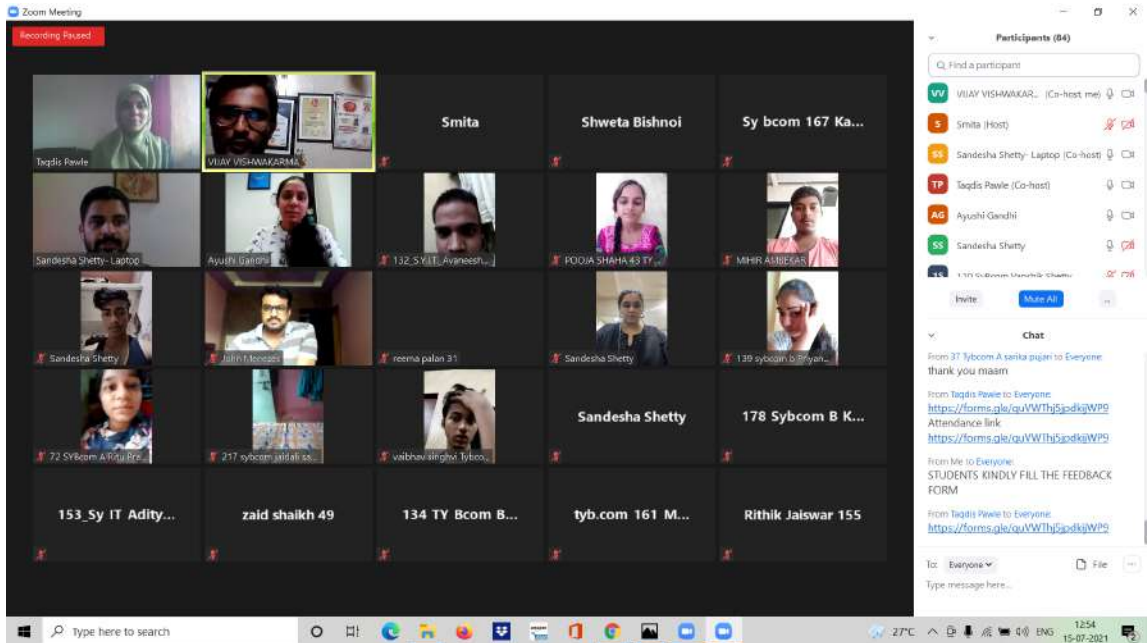 Zoom Meeting
Recording Paused
Taqdis Pawle
VIJAY VISHWAKARMA
Smita
Shweta Bishnoi
Sy bcom 167 Ka...
Sandesha Shetty- Laptop
Ayushi Gandhi
132_S.Y.I.T_Avaneesh...
POOJA SHAHA 43 TY...
MIHIR AMBEKAR
Sandesha Shetty
John Menezes
reema palan 31
Sandesha Shetty
139 sybcom b Priyan...
72 SYBcom A Ritu Pre...
217 sybcom
vaibhav singhvi Tybco...
Sandesha Shetty
178 Sybcom B K...
153_Sy IT Adity...
zaid shaikh 49
134 TY Bcom B...
tyb.com 161 M...
Rithik Jaiswar 155
Participants (84)
Find a participant
VV VIJAY VISHWAKAR... (Co-host, me)
S Smita (Host)
SS Sandesha Shetty- Laptop (Co-host)
TP Taqdis Pawle (Co-host)
AG Ayushi Gandhi
SS Sandesha Shetty
Invite Mute All ...
Chat
From 37 Tybcom A sarika pujari to Everyone:
thank you maam
From Taqdis Pawle to Everyone:
https://forms.gle/quVWThj5jpdkijWP9
Attendance link
https://forms.gle/quVWThj5jpdkijWP9
From Me to Everyone:
STUDENTS KINDLY FILL THE FEEDBACK
FORM
From Taqdis Pawle to Everyone:
https://forms.gle/quVWThj5jpdkijWP9
To: Everyone File ...
Type message here...
Type here to search
27°C ENG 12:54
15-07-2021